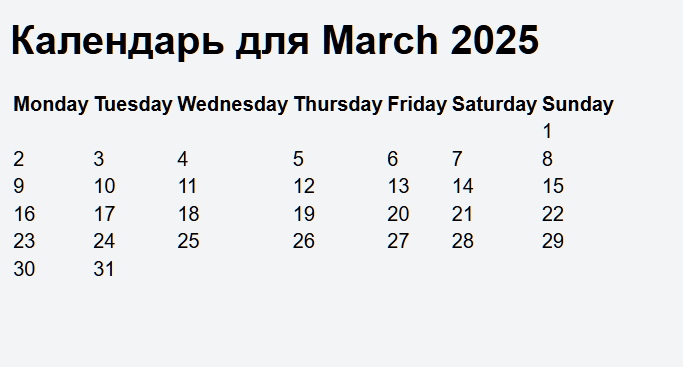 Календарь для March 2025
Monday Tuesday Wednesday Thursday Friday Saturday Sunday
1
2 3 4 5 6 7 8
9 10 11 12 13 14 15
16 17 18 19 20 21 22
23 24 25 26 27 28 29
30 31